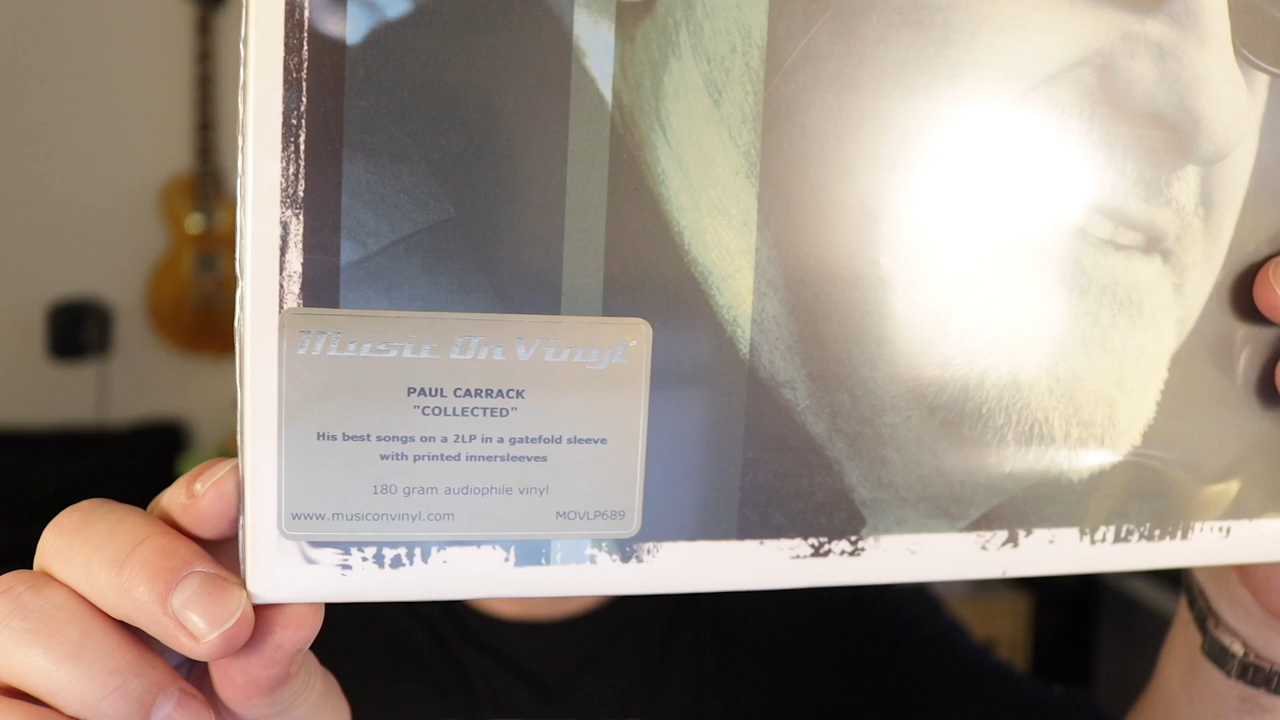 Music On Vinyl
PAUL CARRACK
"COLLECTED"
His best songs on a 2LP in a gatefold sleeve
with printed innersleeves
180 gram audiophile vinyl
www.musiconvinyl.com MOVLP689